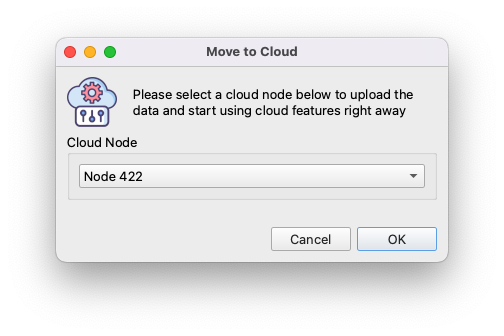 Move to Cloud
Please select a cloud node below to upload the
data and start using cloud features right away
Cloud Node
Node 422
Cancel
OK